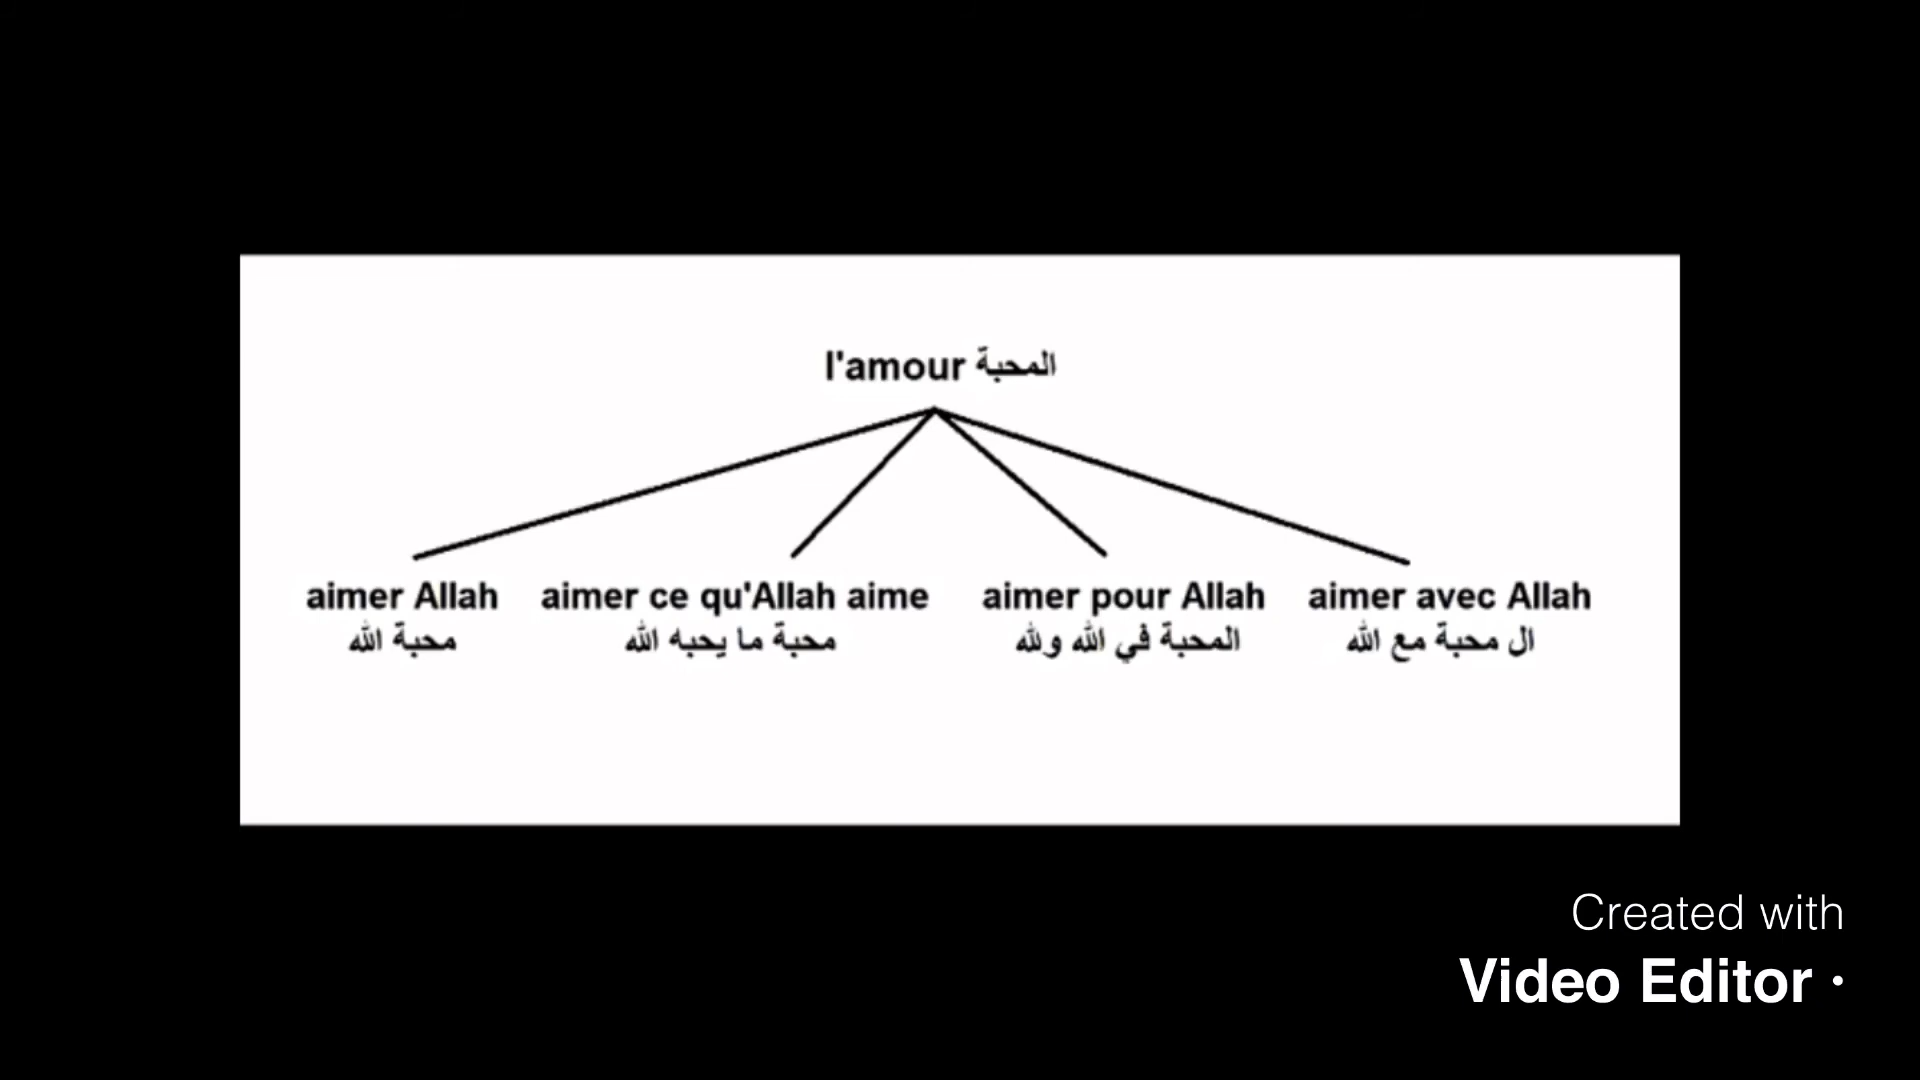 l'amour المحبة
aimer Allah
محبة الله
aimer ce qu'Allah aime
محبة ما يحبه الله
aimer pour Allah
المحبة في الله ولله
aimer avec Allah
ال محبة مع الله
Created with
Video Editor ·